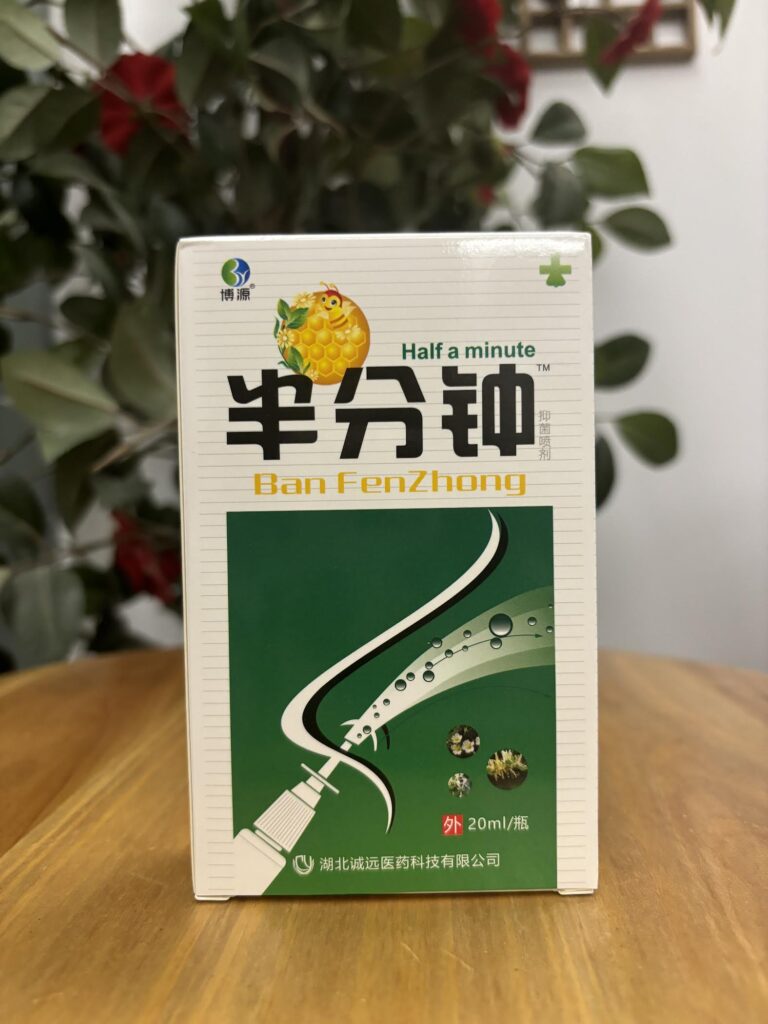 博源®
Half a minute
半分钟™
抑菌喷剂
Ban FenZhong
外 20ml/瓶
湖北诚远医药科技有限公司